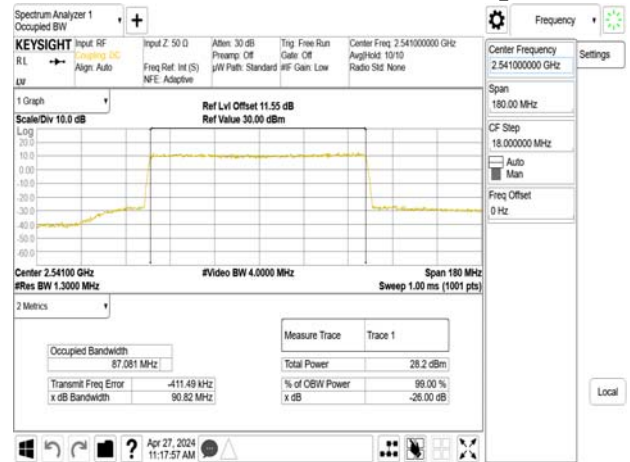 Spectrum Analyzer 1
Occupied BW
Frequency
KEYSIGHT Input: RF
Coupling: DC
Align: Auto
RL
LV
Input Z: 50 Ω
Freq Ref: Int (S)
NFE: Adaptive
Atten: 30 dB
Preamp: Off
µW Path: Standard
Trig: Free Run
Gate: Off
#IF Gain: Low
Center Freq: 2.541000000 GHz
Avg|Hold: 10/10
Radio Std: None
Center Frequency
2.541000000 GHz
Settings
Span
180.00 MHz
CF Step
18.000000 MHz
Auto
Man
Freq Offset
0 Hz
1 Graph
Scale/Div 10.0 dB
Ref Lvl Offset 11.55 dB
Ref Value 30.00 dBm
Log
20.0
10.0
0.00
-10.0
-20.0
-30.0
-40.0
-50.0
-60.0
Center 2.54100 GHz
#Res BW 1.3000 MHz
#Video BW 4.0000 MHz
Span 180 MHz
Sweep 1.00 ms (1001 pts)
2 Metrics
Measure Trace Trace 1
Occupied Bandwidth
87.081 MHz
Total Power 28.2 dBm
Transmit Freq Error -411.49 kHz
% of OBW Power 99.00 %
x dB Bandwidth 90.82 MHz
x dB -26.00 dB
Local
?
Apr 27, 2024
11:17:57 AM